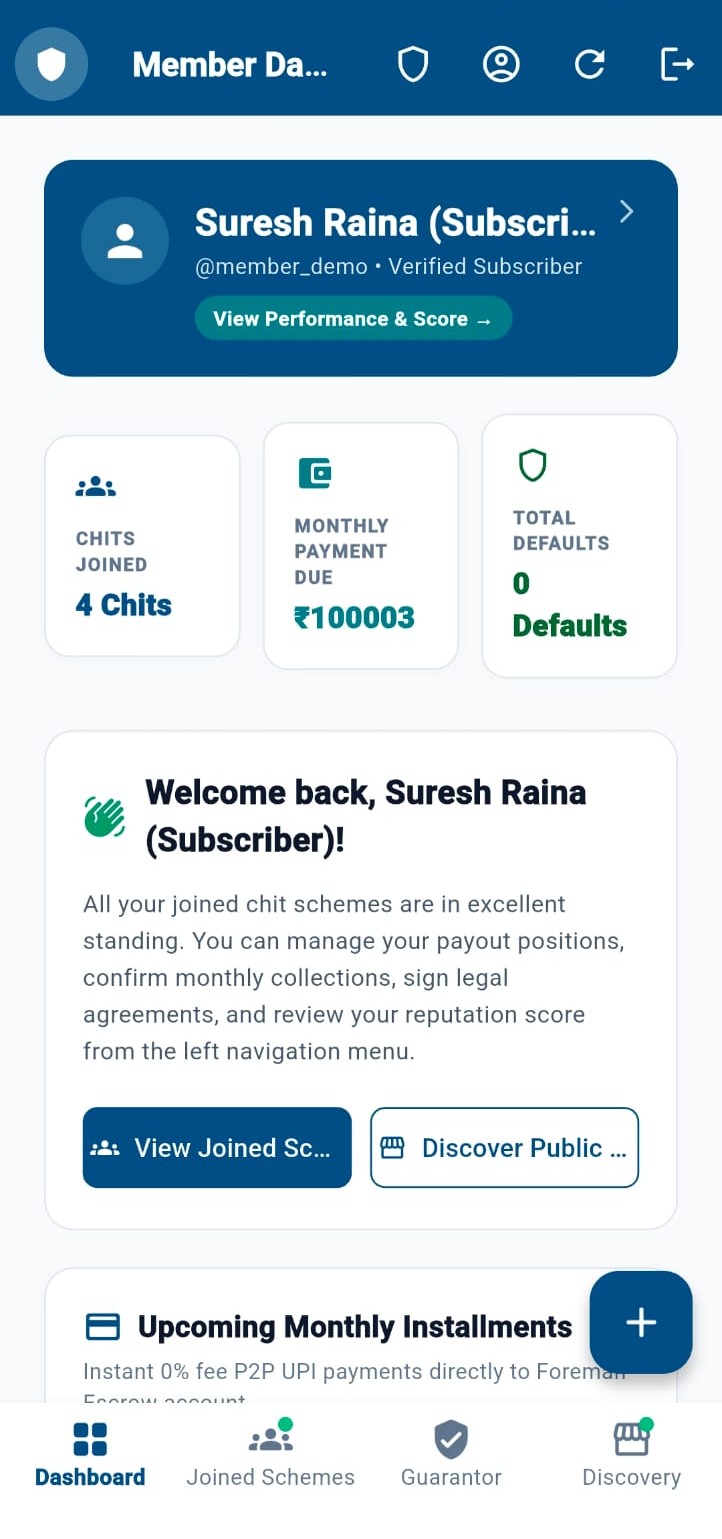 Member Da...
Suresh Raina (Subscri...
@member_demo • Verified Subscriber
View Performance & Score →
CHITS
JOINED
4 Chits
MONTHLY
PAYMENT
DUE
₹100003
TOTAL
DEFAULTS
0
Defaults
Welcome back, Suresh Raina
(Subscriber)!
All your joined chit schemes are in excellent
standing. You can manage your payout positions,
confirm monthly collections, sign legal
agreements, and review your reputation score
from the left navigation menu.
View Joined Sc...
Discover Public ...
Upcoming Monthly Installments
Instant 0% fee P2P UPI payments directly to Foreman
Escrow account
Dashboard
Joined Schemes
Guarantor
Discovery